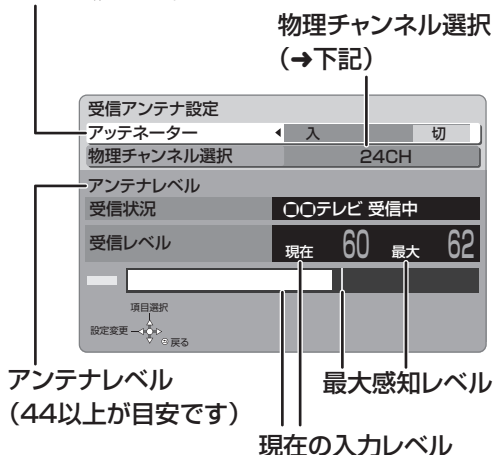 物理チャンネル選択
(➜下記)
受信アンテナ設定
アッテネーター ◀ 入 切
物理チャンネル選択 24CH
アンテナレベル
受信状況 ○○テレビ 受信中
受信レベル 現在 60 最大 62
項目選択
設定変更
戻る
アンテナレベル
(44以上が目安です)
最大感知レベル
現在の入力レベル